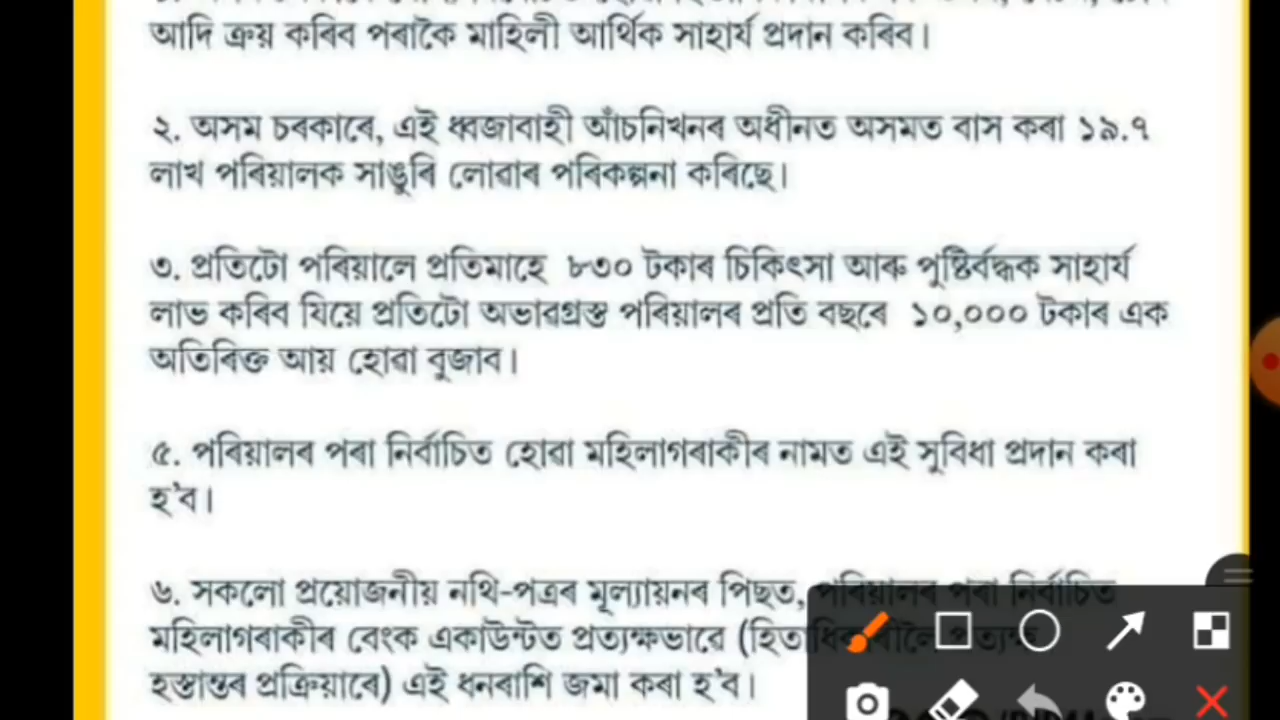 আদি ক্ৰয় কৰিব পৰাকৈ মাহিলী আৰ্থিক সাহাৰ্য প্ৰদান কৰিব।
২. অসম চৰকাৰে, এই ধ্বজাবাহী আঁচনিখনৰ অধীনত অসমত বাস কৰা ১৯.৭
লাখ পৰিয়ালক সাঙুৰি লোৱাৰ পৰিকল্পনা কৰিছে।
৩. প্ৰতিটো পৰিয়ালে প্ৰতিমাহে ৮৩০ টকাৰ চিকিৎসা আৰু পুষ্টিৰ্বদ্ধক সাহাৰ্য
লাভ কৰিব যিয়ে প্ৰতিটো অভাৱগ্ৰস্ত পৰিয়ালৰ প্ৰতি বছৰে ১০,০০০ টকাৰ এক
অতিৰিক্ত আয় হোৱা বুজাব।
৫. পৰিয়ালৰ পৰা নিৰ্বাচিত হোৱা মহিলাগৰাকীৰ নামত এই সুবিধা প্ৰদান কৰা
হ'ব।
৬. সকলো প্ৰয়োজনীয় নথি-পত্ৰৰ মূল্যায়নৰ পিছত, পৰিয়ালৰ পৰা নিৰ্বাচিত
মহিলাগৰাকীৰ বেংক একাউন্টত প্ৰত্যক্ষভাৱে (হিতাধিকাৰীলৈ প্ৰত্যক্ষ
হস্তান্তৰ প্ৰক্ৰিয়াৰে) এই ধনৰাশি জমা কৰা হ'ব।